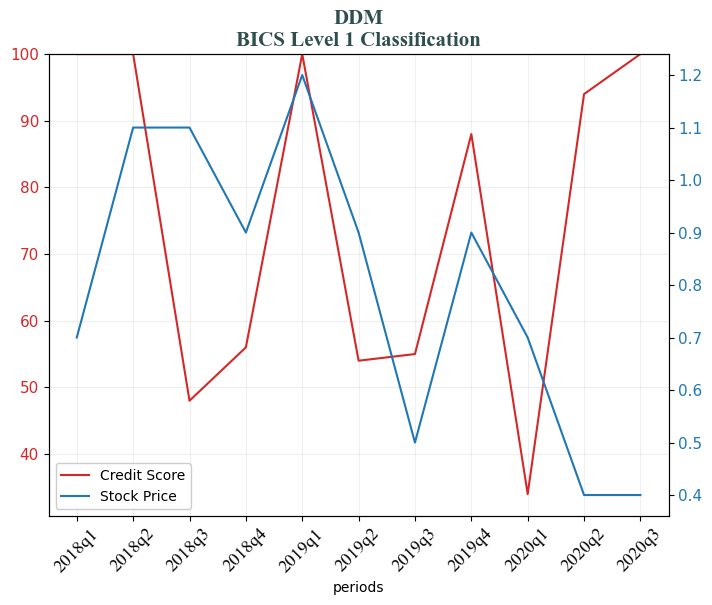 DDM
BICS Level 1 Classification
100
90
80
70
60
50
40
1.2
1.1
1.0
0.9
0.8
0.7
0.6
0.5
0.4
Credit Score
Stock Price
2018q1
2018q2
2018q3
2018q4
2019q1
2019q2
2019q3
2019q4
2020q1
2020q2
2020q3
periods